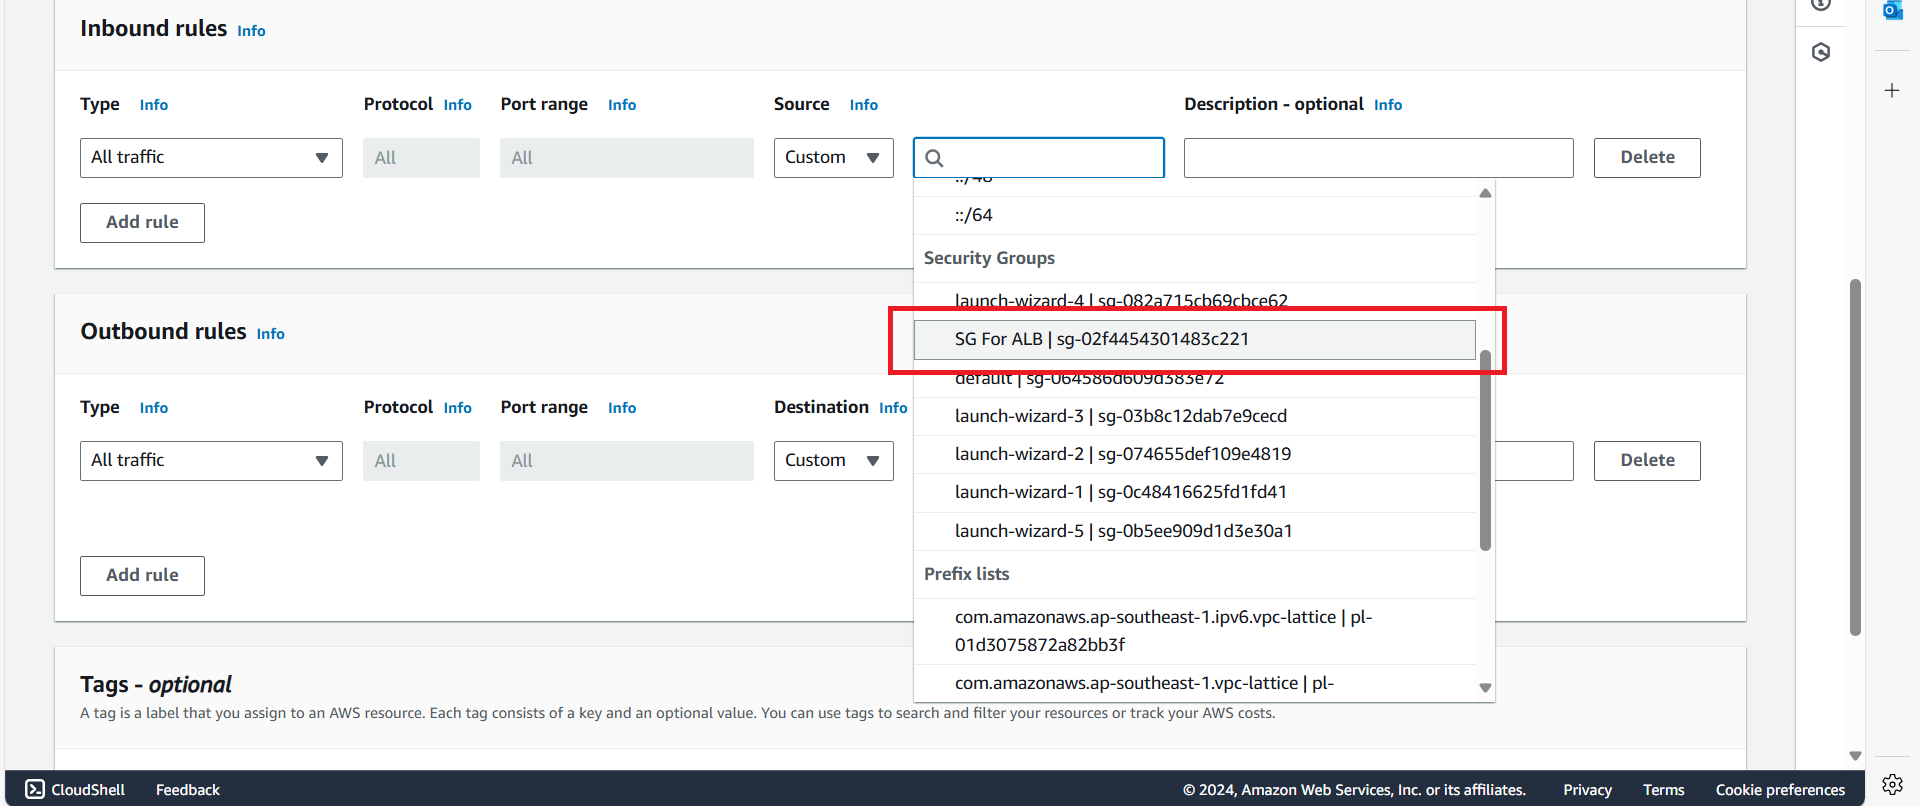 Inbound rules Info
Type Info Protocol Info Port range Info Source Info Description - optional Info
All traffic All All Custom Delete
::/48
::/64
Add rule
Security Groups
launch-wizard-4 | sg-082a715cb69cbce62
Outbound rules Info
SG For ALB | sg-02f4454301483c221
default | sg-064586d609d383e72
Type Info Protocol Info Port range Info Destination Info
launch-wizard-3 | sg-03b8c12dab7e9cecd
All traffic All All Custom Delete
launch-wizard-2 | sg-074655def109e4819
launch-wizard-1 | sg-0c48416625fd1fd41
launch-wizard-5 | sg-0b5ee909d1d3e30a1
Add rule
Prefix lists
com.amazonaws.ap-southeast-1.ipv6.vpc-lattice | pl-
01d3075872a82bb3f
com.amazonaws.ap-southeast-1.vpc-lattice | pl-
Tags - optional
A tag is a label that you assign to an AWS resource. Each tag consists of a key and an optional value. You can use tags to search and filter your resources or track your AWS costs.
CloudShell Feedback © 2024, Amazon Web Services, Inc. or its affiliates. Privacy Terms Cookie preferences